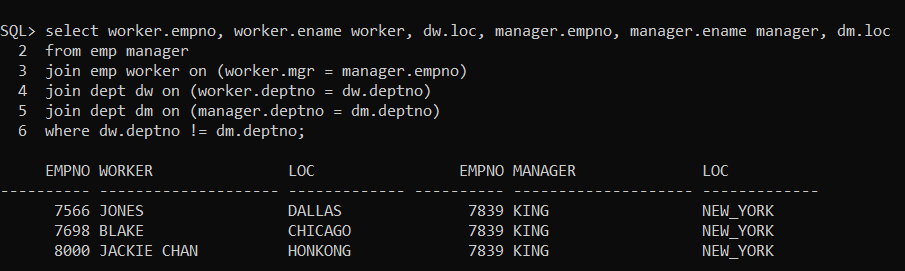 SQL> select worker.empno, worker.ename worker, dw.loc, manager.empno, manager.ename manager, dm.loc
  2  from emp manager
  3  join emp worker on (worker.mgr = manager.empno)
  4  join dept dw on (worker.deptno = dw.deptno)
  5  join dept dm on (manager.deptno = dm.deptno)
  6  where dw.deptno != dm.deptno;
     EMPNO WORKER               LOC                EMPNO MANAGER              LOC
---------- -------------------- ------------- ---------- -------------------- -------------
      7566 JONES                DALLAS              7839 KING                 NEW_YORK
      7698 BLAKE                CHICAGO             7839 KING                 NEW_YORK
      8000 JACKIE CHAN          HONKONG             7839 KING                 NEW_YORK